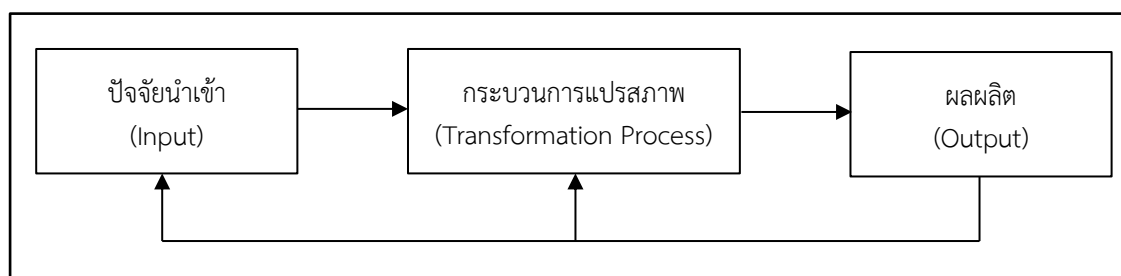 ปัจจัยนำเข้า
(Input)
กระบวนการแปรสภาพ
(Transformation Process)
ผลผลิต
(Output)